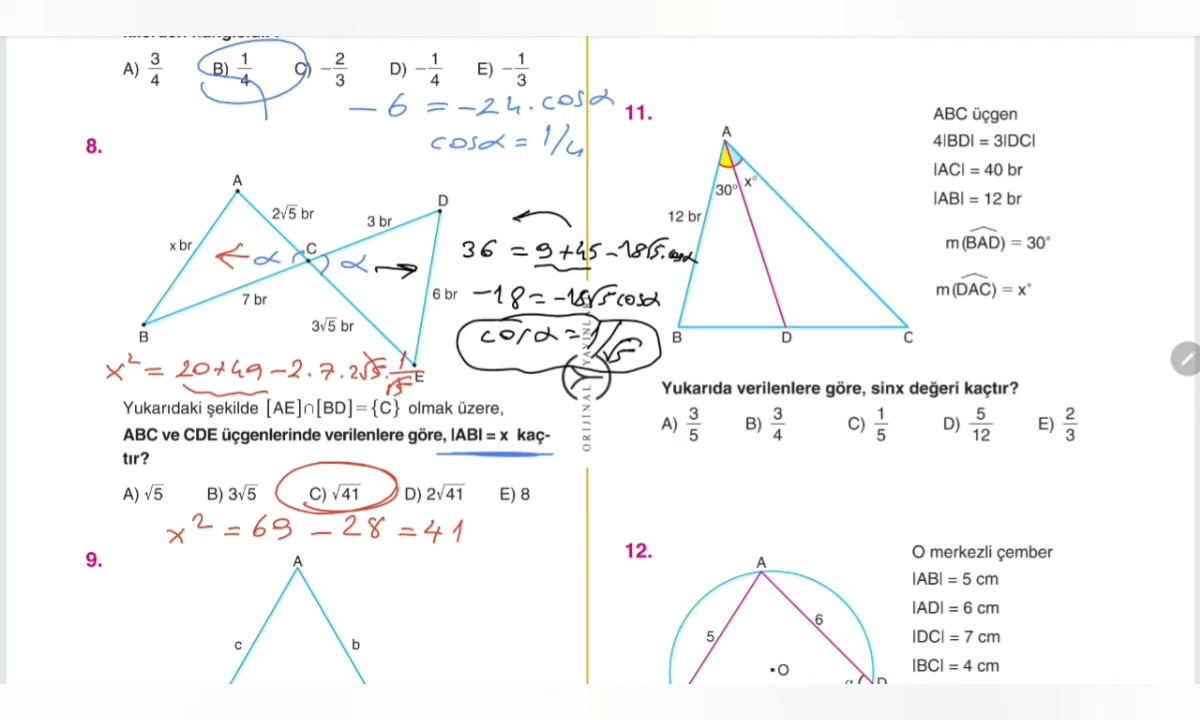 A) 3/4 B) 1/4 C) -2/3 D) -1/4 E) -1/3
-6 = -24.cosα
cosα = 1/4
8.
A
2√5 br
3 br
D
x br
C
α
α
7 br
6 br
3√5 br
B
E
36 = 9+45-18√5.cosα
-18 = -18√5 cosα
cosα = 1/√5
x² = 20+49-2.7.2√5.1/√5
Yukarıdaki şekilde [AE]∩[BD]={C} olmak üzere,
ABC ve CDE üçgenlerinde verilenlere göre, |AB| = x kaç-
tır?
A) √5 B) 3√5 C) √41 D) 2√41 E) 8
x² = 69 - 28 = 41
9.
A
c
b
ORİJİNAL YAYINL
11.
A
30°
x°
12 br
B
D
C
ABC üçgen
4|BD| = 3|DC|
|AC| = 40 br
|AB| = 12 br
m(BAD) = 30°
m(DAC) = x°
Yukarıda verilenlere göre, sinx değeri kaçtır?
A) 3/5 B) 3/4 C) 1/5 D) 5/12 E) 2/3
12.
A
5
6
O
D
O merkezli çember
|AB| = 5 cm
|AD| = 6 cm
|DC| = 7 cm
|BC| = 4 cm